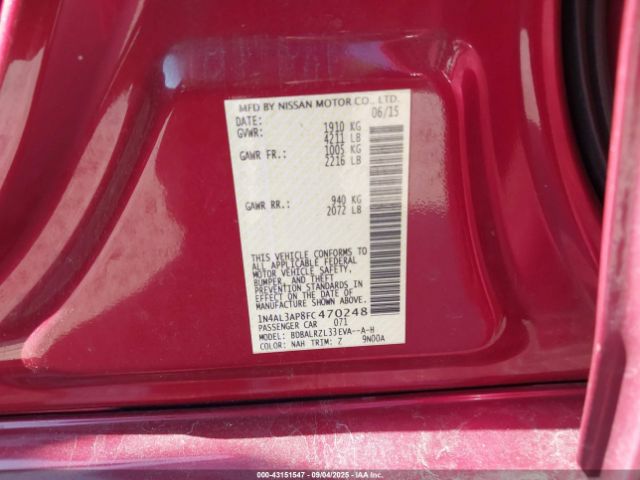 MFD BY NISSAN MOTOR CO., LTD.
DATE: 06/15
GVWR: 1910 KG
4211 LB
GAWR FR.: 1005 KG
2216 LB
GAWR RR.: 940 KG
2072 LB
THIS VEHICLE CONFORMS TO
ALL APPLICABLE FEDERAL
MOTOR VEHICLE SAFETY,
BUMPER, AND THEFT
PREVENTION STANDARDS IN
EFFECT ON THE DATE OF
MANUFACTURE SHOWN ABOVE.
1N4AL3AP8FC470248
PASSENGER CAR 071
MODEL: BDBALRZL33EVA--A-H
COLOR: NAH TRIM: Z 9N00A
000-43151547 - 09/04/2025 - WWW.IAAI.COM